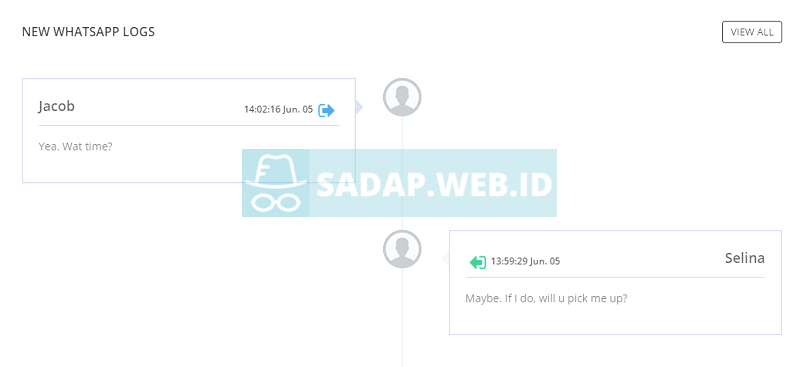 NEW WHATSAPP LOGS
VIEW ALL
Jacob
14:02:16 Jun. 05
Yea. Wat time?
SADAP.WEB.ID
13:59:29 Jun. 05
Selina
Maybe. If I do, will u pick me up?